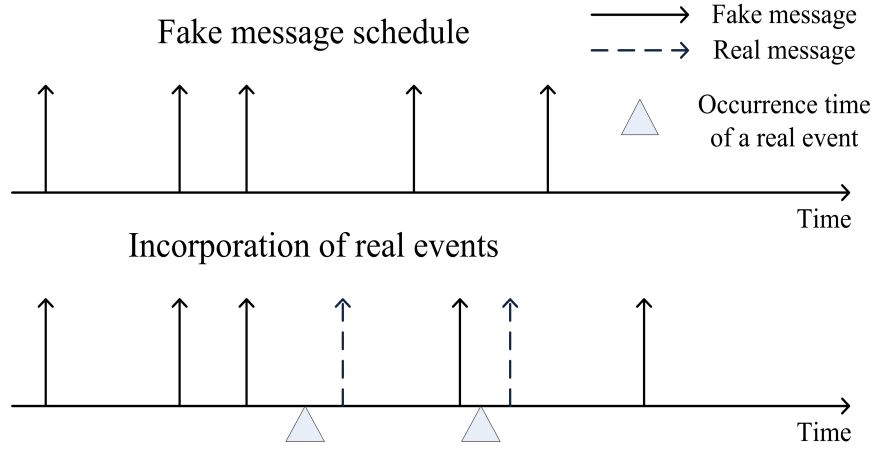 Fake message schedule
Fake message
Real message
Occurrence time
of a real event
Time
Incorporation of real events
Time